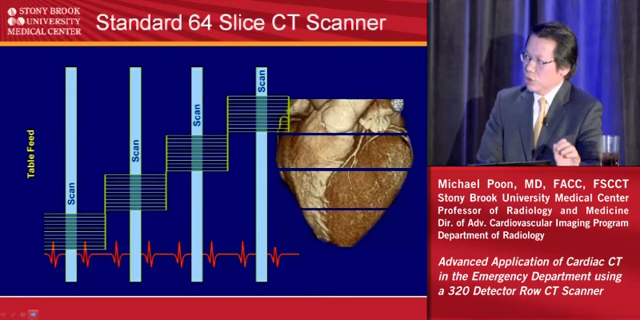 STONY BROOK
UNIVERSITY
MEDICAL CENTER
Standard 64 Slice CT Scanner
Table Feed
Scan
Scan
Scan
Scan
Michael Poon, MD, FACC, FSCCT
Stony Brook University Medical Center
Professor of Radiology and Medicine
Dir. of Adv. Cardiovascular Imaging Program
Department of Radiology
Advanced Application of Cardiac CT
in the Emergency Department using
a 320 Detector Row CT Scanner